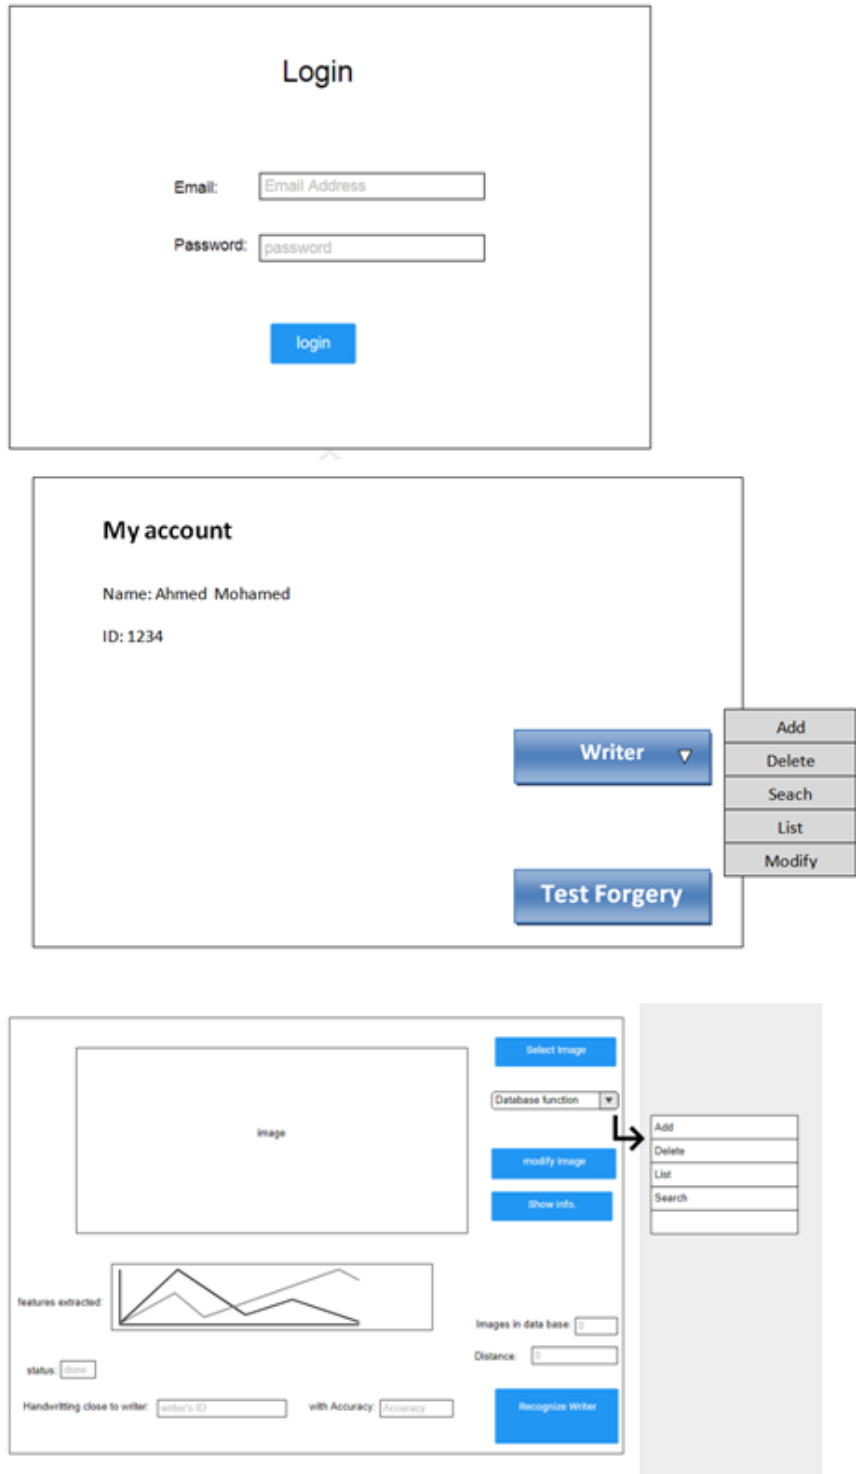 Login
Email: Email Address
Password: password
login
My account
Name: Ahmed Mohamed
ID: 1234
Writer
Add
Delete
Seach
List
Modify
Test Forgery
Select Image
Database function
image
Add
Delete
List
Search
modify image
Show info.
features extracted:
Images in data base: 0
Distance: 0
status: done
Handwritting close to writer: writer's ID with Accuracy: Accuracy
Recognize Writer